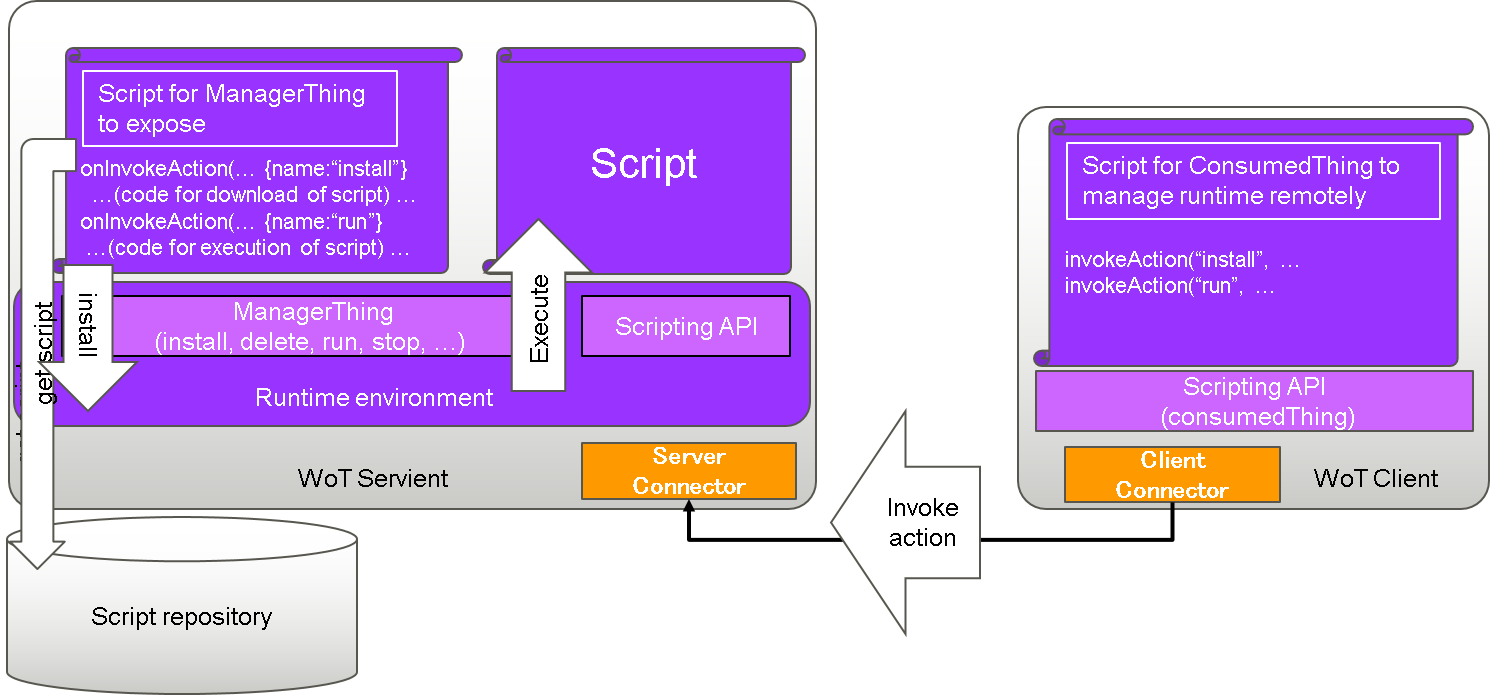 Script for ManagerThing
to expose
onInvokeAction(… {name:“install”}
…(code for download of script) …
onInvokeAction(… {name:“run”}
…(code for execution of script) …
Script
get script
install
Execute
ManagerThing
(install, delete, run, stop, …)
Scripting API
Runtime environment
WoT Servient
Server
Connector
Script repository
Invoke
action
Script for ConsumedThing to
manage runtime remotely
invokeAction(“install”, …
invokeAction(“run”, …
Scripting API
(consumedThing)
Client
Connector
WoT Client